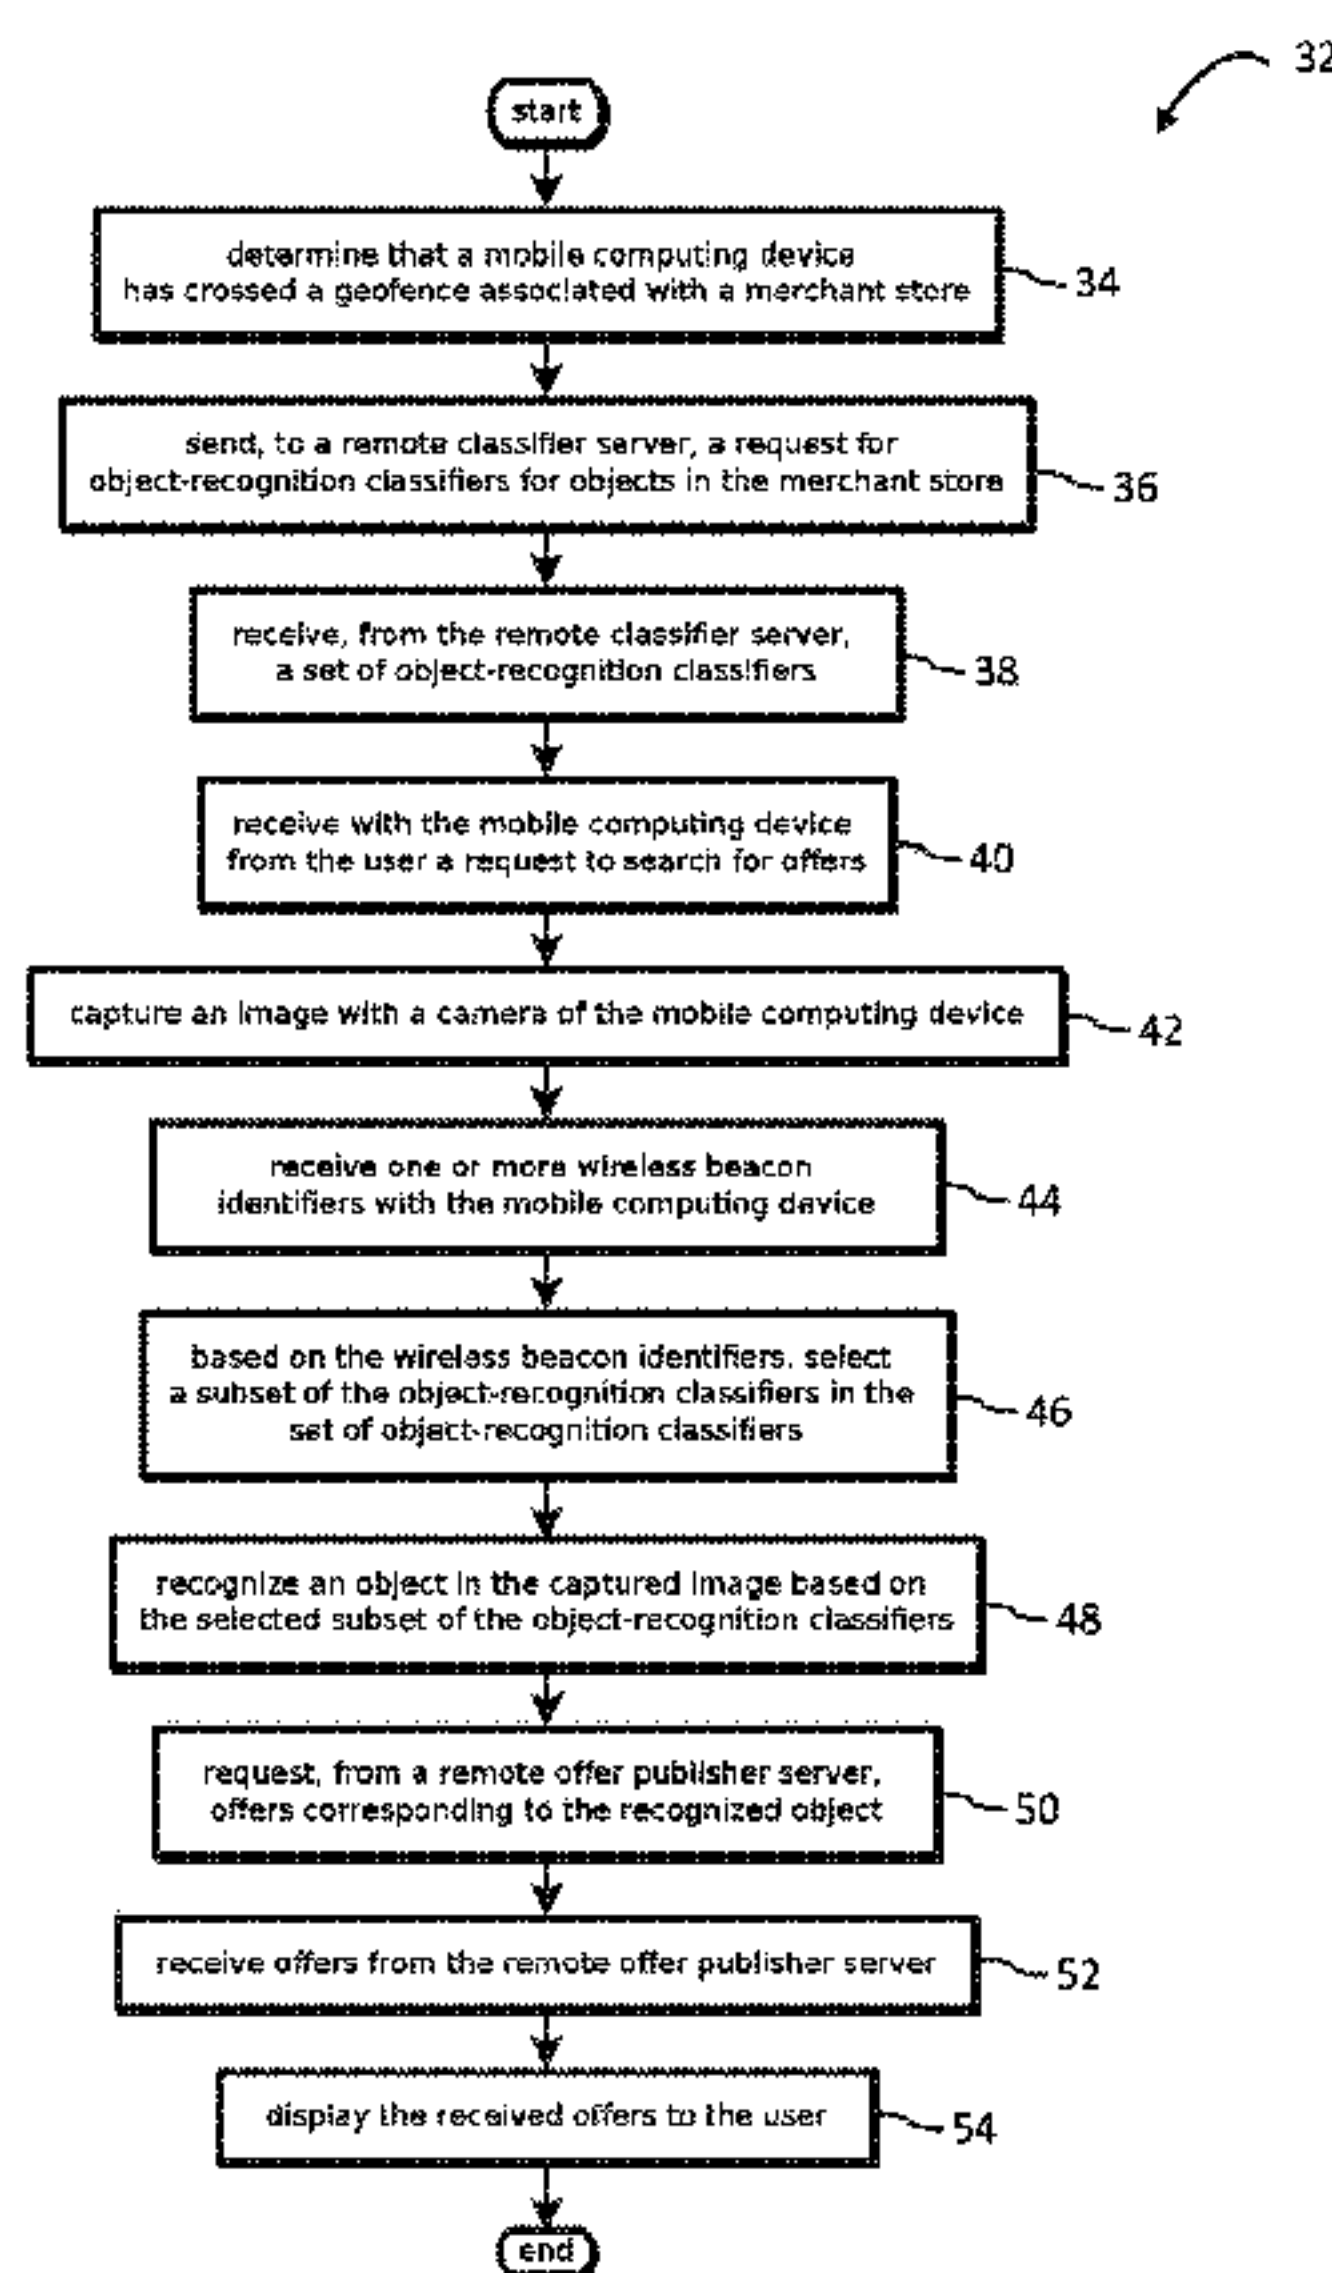 32
start
determine that a mobile computing device
has crossed a geofence associated with a merchant store
34
send, to a remote classifier server, a request for
object-recognition classifiers for objects in the merchant store
36
receive, from the remote classifier server,
a set of object-recognition classifiers
38
receive with the mobile computing device
from the user a request to search for offers
40
capture an image with a camera of the mobile computing device
42
receive one or more wireless beacon
identifiers with the mobile computing device
44
based on the wireless beacon identifiers, select
a subset of the object-recognition classifiers in the
set of object-recognition classifiers
46
recognize an object in the captured image based on
the selected subset of the object-recognition classifiers
48
request, from a remote offer publisher server,
offers corresponding to the recognized object
50
receive offers from the remote offer publisher server
52
display the received offers to the user
54
end